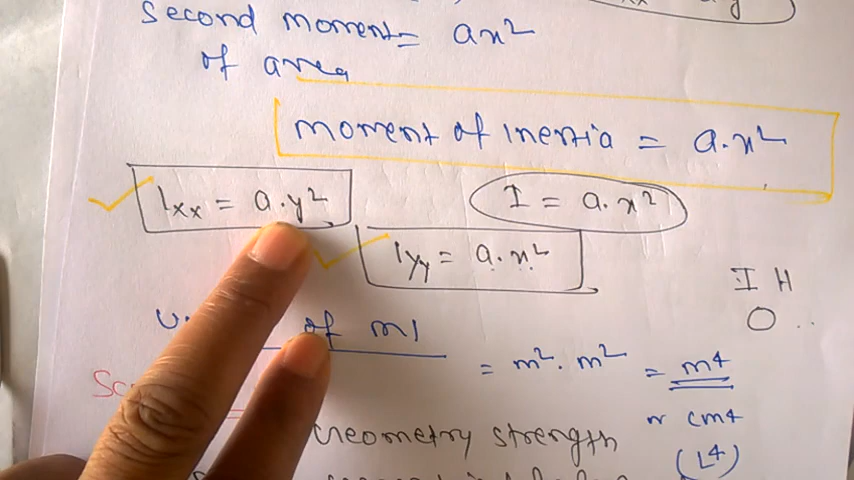 Second moment = ax²
of area
moment of inertia = a.x²
Ixx = a.y²
I = a.x²
Iyy = a.x²
I H
O ..
of MI
= m² . m² = m⁴
or cm4
Geometry strength
(L⁴)